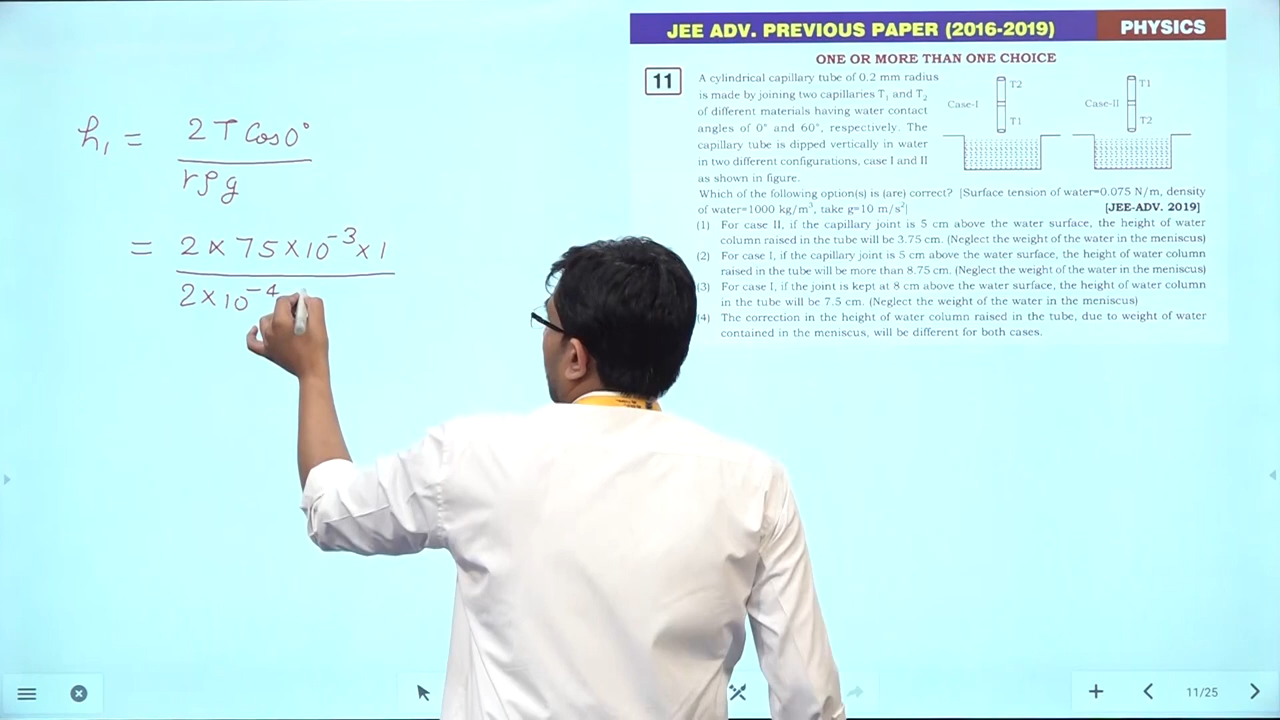 JEE ADV. PREVIOUS PAPER (2016-2019) PHYSICS
ONE OR MORE THAN ONE CHOICE
11 A cylindrical capillary tube of 0.2 mm radius
is made by joining two capillaries T₁ and T₂
of different materials having water contact
angles of 0° and 60°, respectively. The
capillary tube is dipped vertically in water
in two different configurations, case I and II
as shown in figure.
Case-I T2 T1
Case-II T1 T2
Which of the following option(s) is (are) correct? [Surface tension of water=0.075 N/m, density
of water=1000 kg/m³, take g=10 m/s²] [JEE-ADV. 2019]
(1) For case II, if the capillary joint is 5 cm above the water surface, the height of water
column raised in the tube will be 3.75 cm. (Neglect the weight of the water in the meniscus)
(2) For case I, if the capillary joint is 5 cm above the water surface, the height of water column
raised in the tube will be more than 8.75 cm. (Neglect the weight of the water in the meniscus)
(3) For case I, if the joint is kept at 8 cm above the water surface, the height of water column
in the tube will be 7.5 cm. (Neglect the weight of the water in the meniscus)
(4) The correction in the height of water column raised in the tube, due to weight of water
contained in the meniscus, will be different for both cases.
h₁ = 2 T Cos0°
rρg
= 2 × 75 × 10⁻³ × 1
2 × 10⁻⁴
11/25